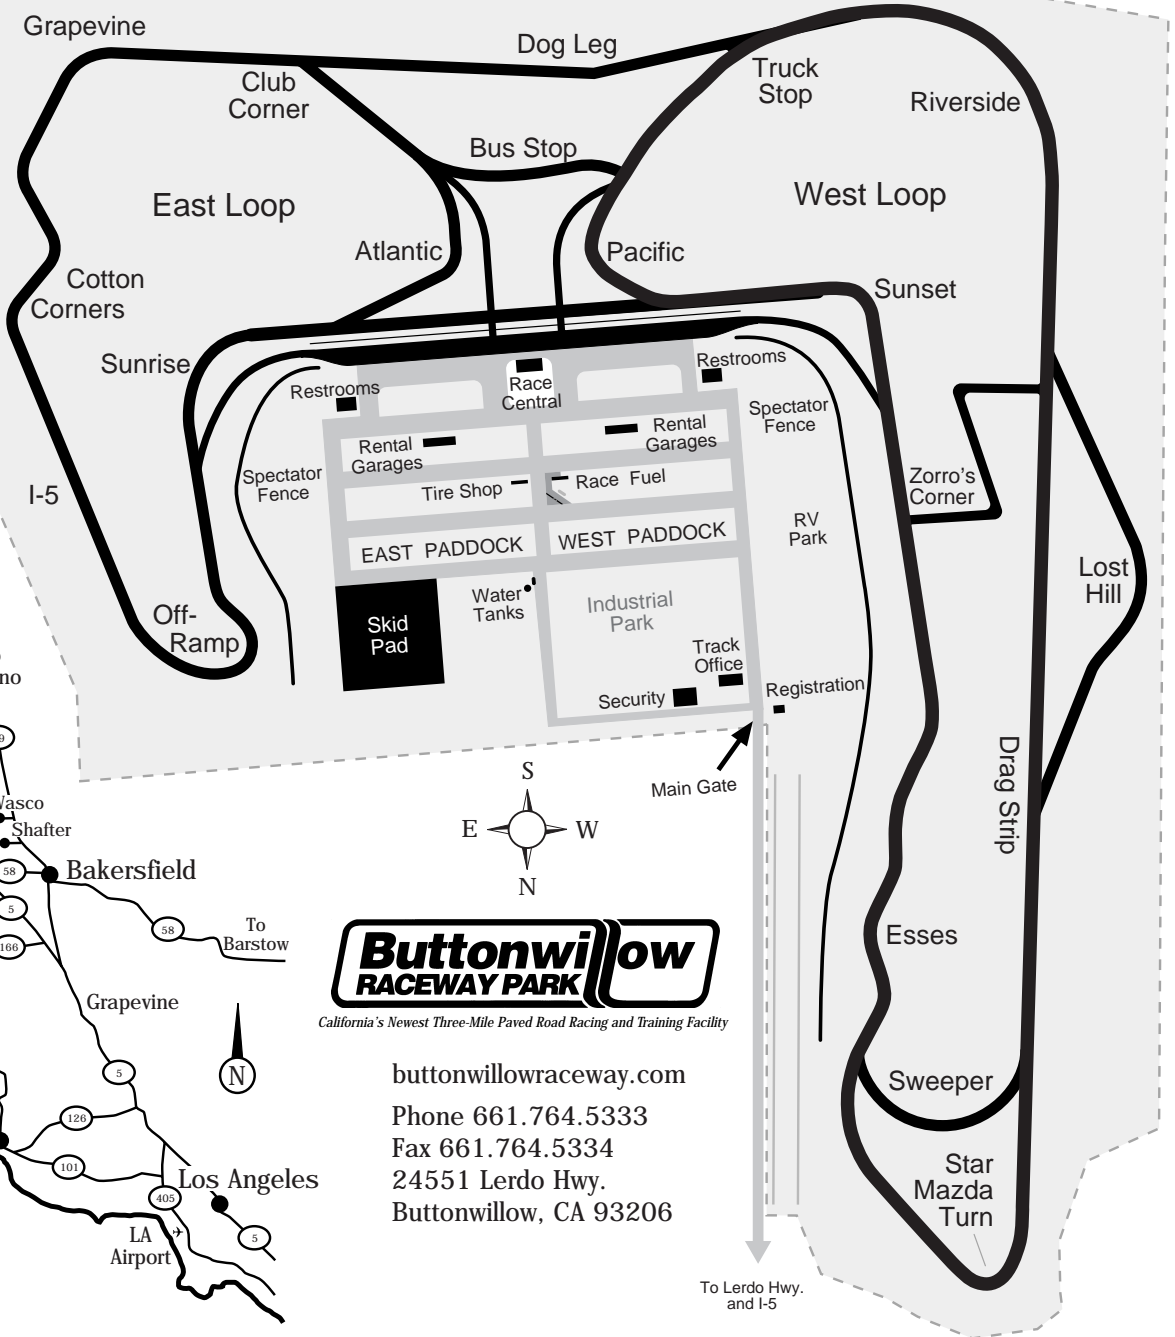 Grapevine
Dog Leg
Club
Corner
Truck
Stop
Riverside
Bus Stop
East Loop
West Loop
Atlantic
Pacific
Cotton
Corners
Sunset
Sunrise
Restrooms
Race
Central
Restrooms
Rental
Garages
Rental
Garages
Spectator
Fence
Spectator
Fence
Tire Shop
Race Fuel
Zorro's
Corner
I-5
RV
Park
EAST PADDOCK
WEST PADDOCK
Lost
Hill
Off-
Ramp
Skid
Pad
Water
Tanks
Industrial
Park
Track
Office
Security
Registration
Main Gate
Drag Strip
S
E
W
N
no
9
Wasco
Shafter
58
Bakersfield
5
166
58
To
Barstow
Grapevine
5
N
126
101
Los Angeles
405
LA
Airport
5
Buttonwillow
RACEWAY PARK
California's Newest Three-Mile Paved Road Racing and Training Facility
buttonwillowraceway.com
Phone 661.764.5333
Fax 661.764.5334
24551 Lerdo Hwy.
Buttonwillow, CA 93206
Esses
Sweeper
Star
Mazda
Turn
To Lerdo Hwy.
and I-5